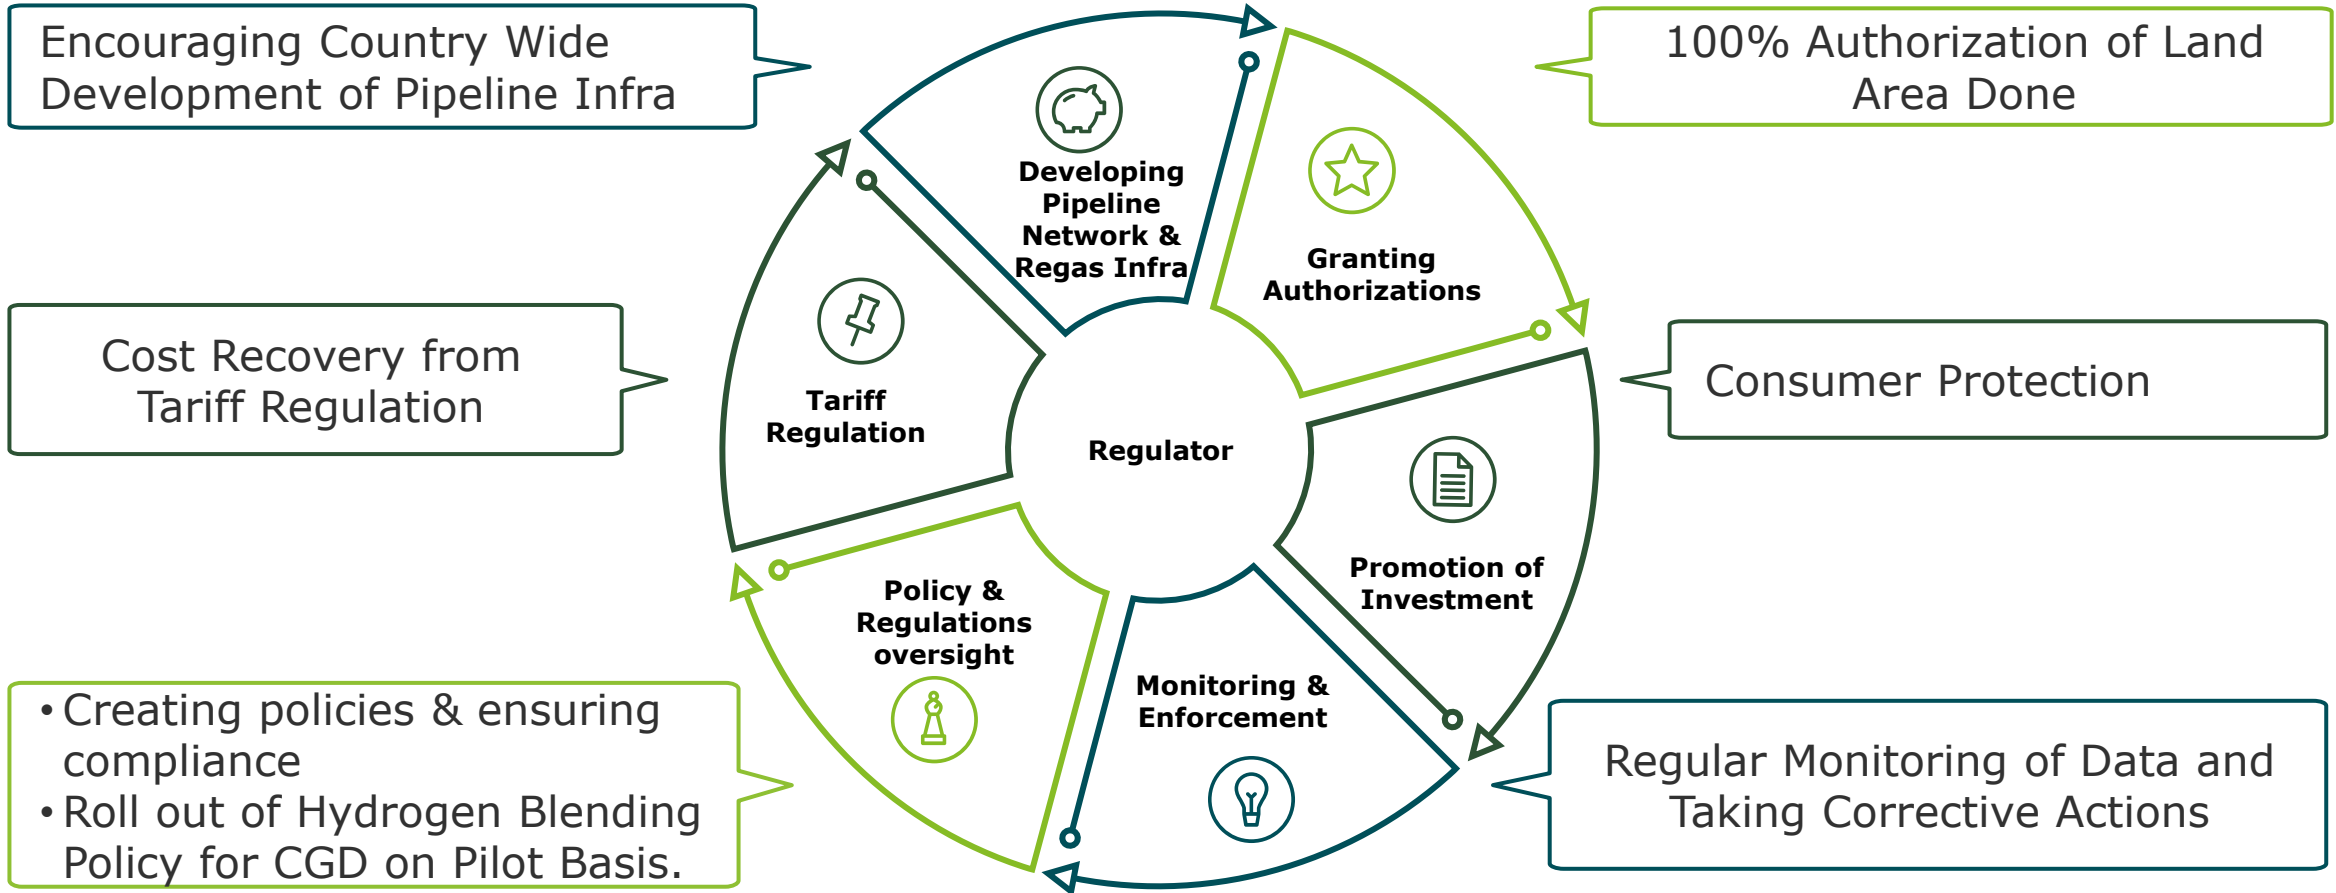 Encouraging Country Wide
Development of Pipeline Infra
100% Authorization of Land
Area Done
Developing
Pipeline
Network &
Regas Infra
Granting
Authorizations
Cost Recovery from
Tariff Regulation
Tariff
Regulation
Regulator
Consumer Protection
Promotion of
Investment
Policy &
Regulations
oversight
Monitoring &
Enforcement
• Creating policies & ensuring
compliance
• Roll out of Hydrogen Blending
Policy for CGD on Pilot Basis.
Regular Monitoring of Data and
Taking Corrective Actions